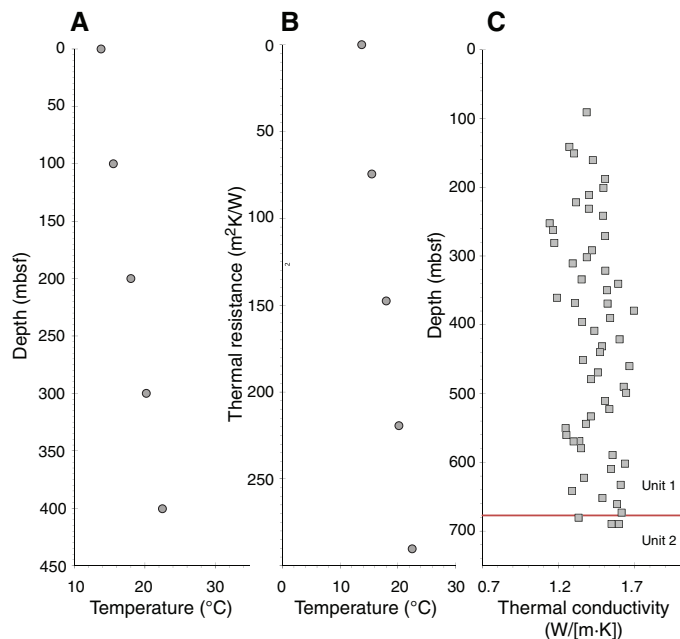 A
B
C
0
50
100
150
200
250
300
350
400
450
Depth (mbsf)
10
20
30
Temperature (°C)
0
50
100
150
200
250
Thermal resistance (m²K/W)
2
0
10
20
30
Temperature (°C)
0
100
200
300
400
500
600
700
Depth (mbsf)
Unit 1
Unit 2
0.7
1.2
1.7
Thermal conductivity
(W/[m·K])